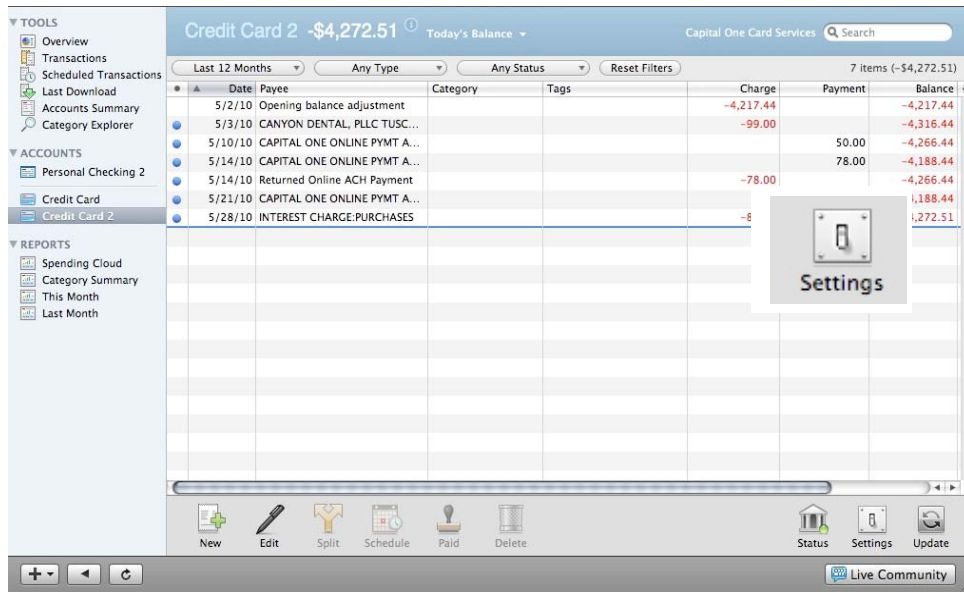 TOOLS
Overview
Transactions
Scheduled Transactions
Last Download
Accounts Summary
Category Explorer
ACCOUNTS
Personal Checking 2
Credit Card
Credit Card 2
REPORTS
Spending Cloud
Category Summary
This Month
Last Month
Credit Card 2 -$4,272.51 Today's Balance Capital One Card Services Search
Last 12 Months Any Type Any Status Reset Filters 7 items (-$4,272.51)
Date Payee Category Tags Charge Payment Balance
5/2/10 Opening balance adjustment -4,217.44 -4,217.44
5/3/10 CANYON DENTAL, PLLC TUSC... -99.00 -4,316.44
5/10/10 CAPITAL ONE ONLINE PYMT A... 50.00 -4,266.44
5/14/10 CAPITAL ONE ONLINE PYMT A... 78.00 -4,188.44
5/14/10 Returned Online ACH Payment -78.00 -4,266.44
5/21/10 CAPITAL ONE ONLINE PYMT A... ,188.44
5/28/10 INTEREST CHARGE:PURCHASES -8 ,272.51
Settings
New Edit Split Schedule Paid Delete Status Settings Update
Live Community